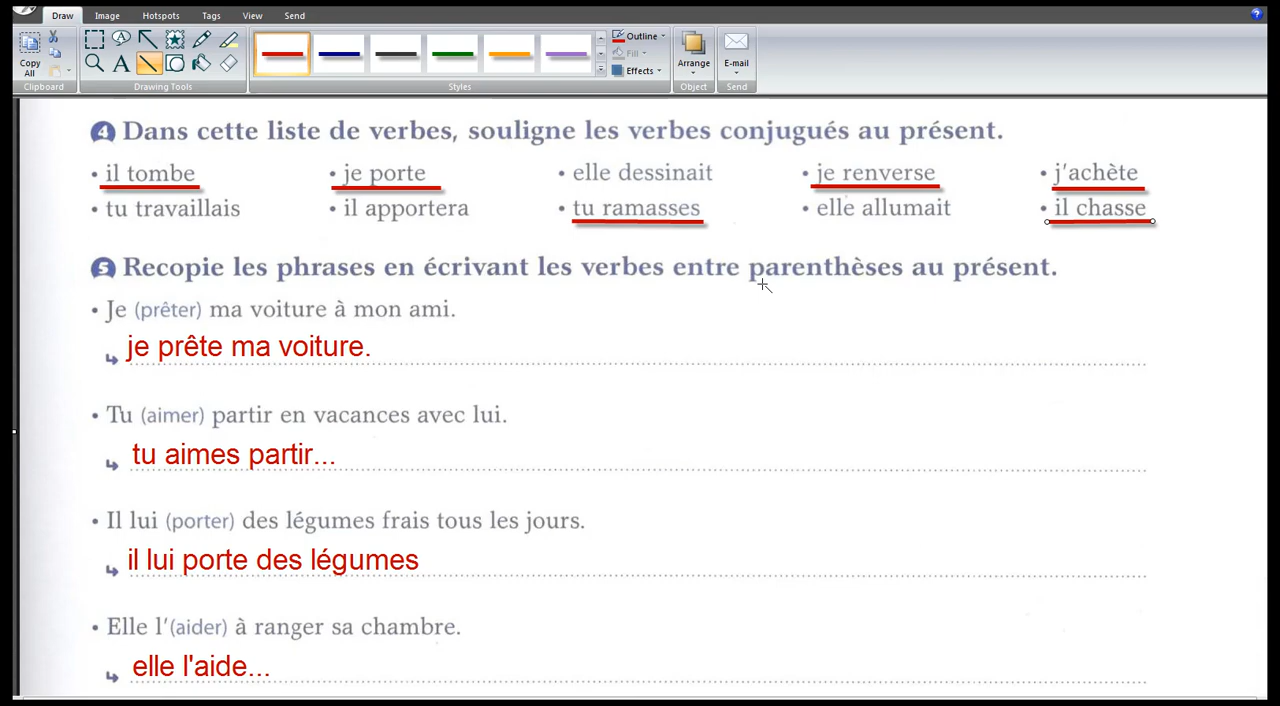 Draw Image Hotspots Tags View Send
Copy All
Clipboard
Drawing Tools
Styles
Outline
Fill
Effects
Arrange
Object
E-mail
Send
4 Dans cette liste de verbes, souligne les verbes conjugués au présent.
• il tombe • je porte • elle dessinait • je renverse • j'achète
• tu travaillais • il apportera • tu ramasses • elle allumait • il chasse
5 Recopie les phrases en écrivant les verbes entre parenthèses au présent.
• Je (prêter) ma voiture à mon ami.
je prête ma voiture.
• Tu (aimer) partir en vacances avec lui.
tu aimes partir...
• Il lui (porter) des légumes frais tous les jours.
il lui porte des légumes
• Elle l'(aider) à ranger sa chambre.
elle l'aide...